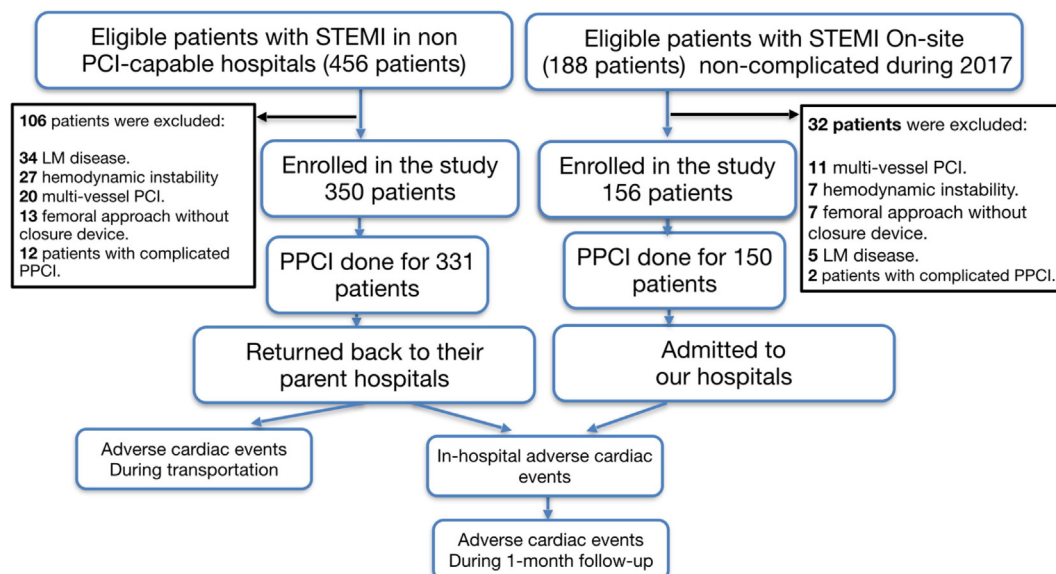 Eligible patients with STEMI in non
PCI-capable hospitals (456 patients)
Eligible patients with STEMI On-site
(188 patients) non-complicated during 2017
106 patients were excluded:
34 LM disease.
27 hemodynamic instability
20 multi-vessel PCI.
13 femoral approach without
closure device.
12 patients with complicated
PPCI.
32 patients were excluded:
11 multi-vessel PCI.
7 hemodynamic instability.
7 femoral approach without
closure device.
5 LM disease.
2 patients with complicated PPCI.
Enrolled in the study
350 patients
Enrolled in the study
156 patients
PPCI done for 331
patients
PPCI done for 150
patients
Returned back to their
parent hospitals
Admitted to
our hospitals
Adverse cardiac events
During transportation
In-hospital adverse cardiac
events
Adverse cardiac events
During 1-month follow-up